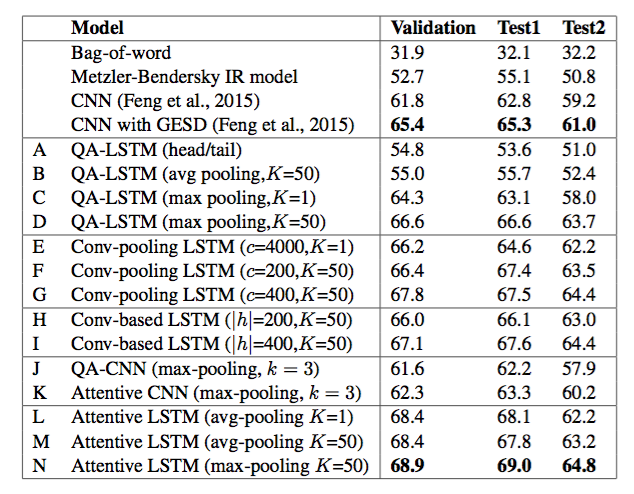 Model Validation Test1 Test2
Bag-of-word 31.9 32.1 32.2
Metzler-Bendersky IR model 52.7 55.1 50.8
CNN (Feng et al., 2015) 61.8 62.8 59.2
CNN with GESD (Feng et al., 2015) 65.4 65.3 61.0
A QA-LSTM (head/tail) 54.8 53.6 51.0
B QA-LSTM (avg pooling,K=50) 55.0 55.7 52.4
C QA-LSTM (max pooling,K=1) 64.3 63.1 58.0
D QA-LSTM (max pooling,K=50) 66.6 66.6 63.7
E Conv-pooling LSTM (c=4000,K=1) 66.2 64.6 62.2
F Conv-pooling LSTM (c=200,K=50) 66.4 67.4 63.5
G Conv-pooling LSTM (c=400,K=50) 67.8 67.5 64.4
H Conv-based LSTM (|h|=200,K=50) 66.0 66.1 63.0
I Conv-based LSTM (|h|=400,K=50) 67.1 67.6 64.4
J QA-CNN (max-pooling, k = 3) 61.6 62.2 57.9
K Attentive CNN (max-pooling, k = 3) 62.3 63.3 60.2
L Attentive LSTM (avg-pooling K=1) 68.4 68.1 62.2
M Attentive LSTM (avg-pooling K=50) 68.4 67.8 63.2
N Attentive LSTM (max-pooling K=50) 68.9 69.0 64.8